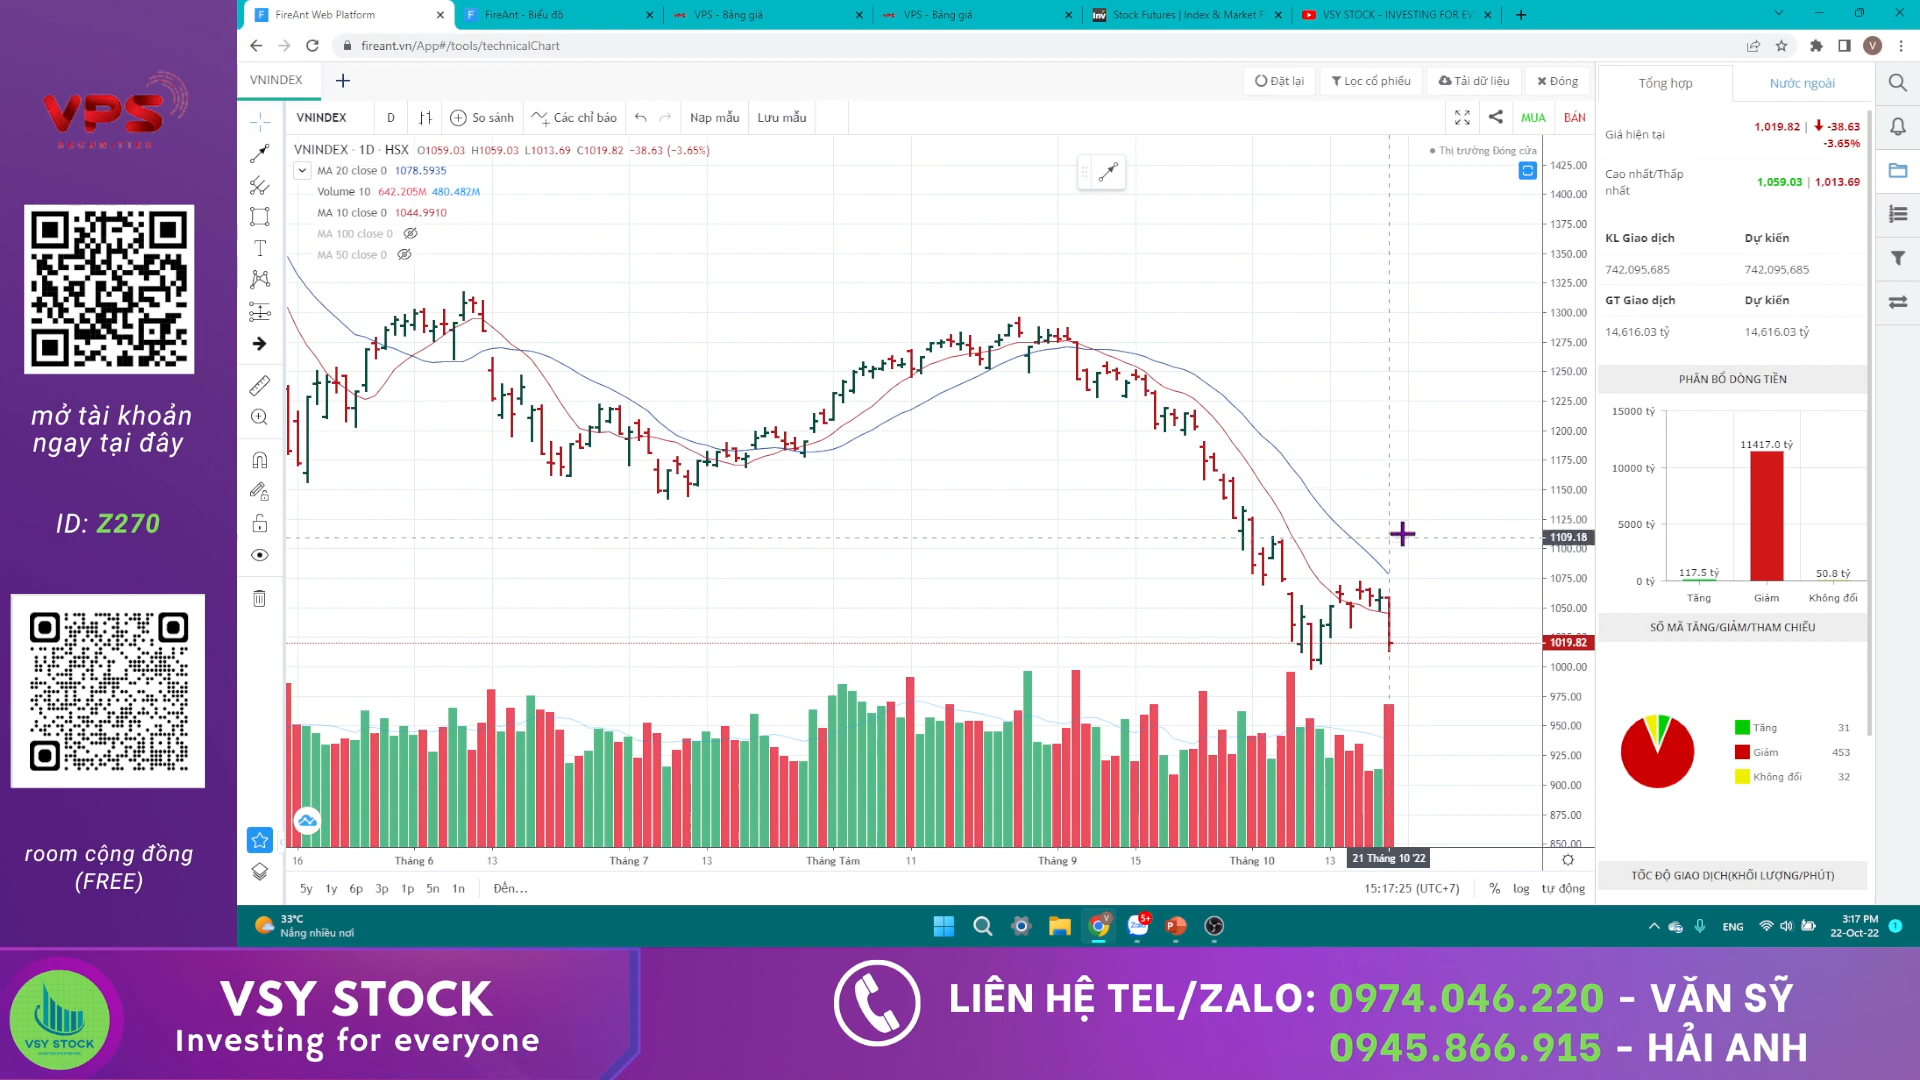 FireAnt Web Platform
FireAnt - Biểu đồ
VPS - Bảng giá
VPS - Bảng giá
Stock Futures | Index & Market F
VSY STOCK - INVESTING FOR EV
fireant.vn/App#/tools/technicalChart
VNINDEX
Đặt lại
Lọc cổ phiếu
Tải dữ liệu
Đóng
VNINDEX
D
So sánh
Các chỉ báo
Nạp mẫu
Lưu mẫu
MUA
BÁN
VNINDEX · 1D · HSX O1059.03 H1059.03 L1013.69 C1019.82 −38.63 (−3.65%)
Thị trường Đóng cửa
MA 20 close 0 1078.5935
Volume 10 642.205M 480.482M
MA 10 close 0 1044.9910
MA 100 close 0
MA 50 close 0
1425.00
1400.00
1375.00
1350.00
1325.00
1300.00
1275.00
1250.00
1225.00
1200.00
1175.00
1150.00
1125.00
1109.18
1100.00
1075.00
1050.00
1019.82
1000.00
975.00
950.00
925.00
900.00
875.00
850.00
16
Tháng 6
13
Tháng 7
13
Tháng Tám
11
Tháng 9
15
Tháng 10
13
21 Tháng 10 '22
5y 1y 6p 3p 1p 5n 1n
Đến...
15:17:25 (UTC+7)
%
log
tự động
Tổng hợp
Nước ngoài
Giá hiện tại
1,019.82 | -38.63
-3.65%
Cao nhất/Thấp nhất
1,059.03 | 1,013.69
KL Giao dịch
Dự kiến
742,095,685
742,095,685
GT Giao dịch
Dự kiến
14,616.03 tỷ
14,616.03 tỷ
PHÂN BỔ DÒNG TIỀN
15000 tỷ
10000 tỷ
5000 tỷ
0 tỷ
117.5 tỷ
11417.0 tỷ
50.8 tỷ
Tăng
Giảm
Không đổi
SỐ MÃ TĂNG/GIẢM/THAM CHIẾU
Tăng 31
Giảm 453
Không đổi 32
TỐC ĐỘ GIAO DỊCH(KHỐI LƯỢNG/PHÚT)
33°C
Nắng nhiều nơi
5+
ENG
3:17 PM
22-Oct-22
1
VPS
mở tài khoản
ngay tại đây
ID: Z270
room cộng đồng
(FREE)
VSY STOCK
VSY STOCK
Investing for everyone
LIÊN HỆ TEL/ZALO: 0974.046.220 - VĂN SỸ
0945.866.915 - HẢI ANH